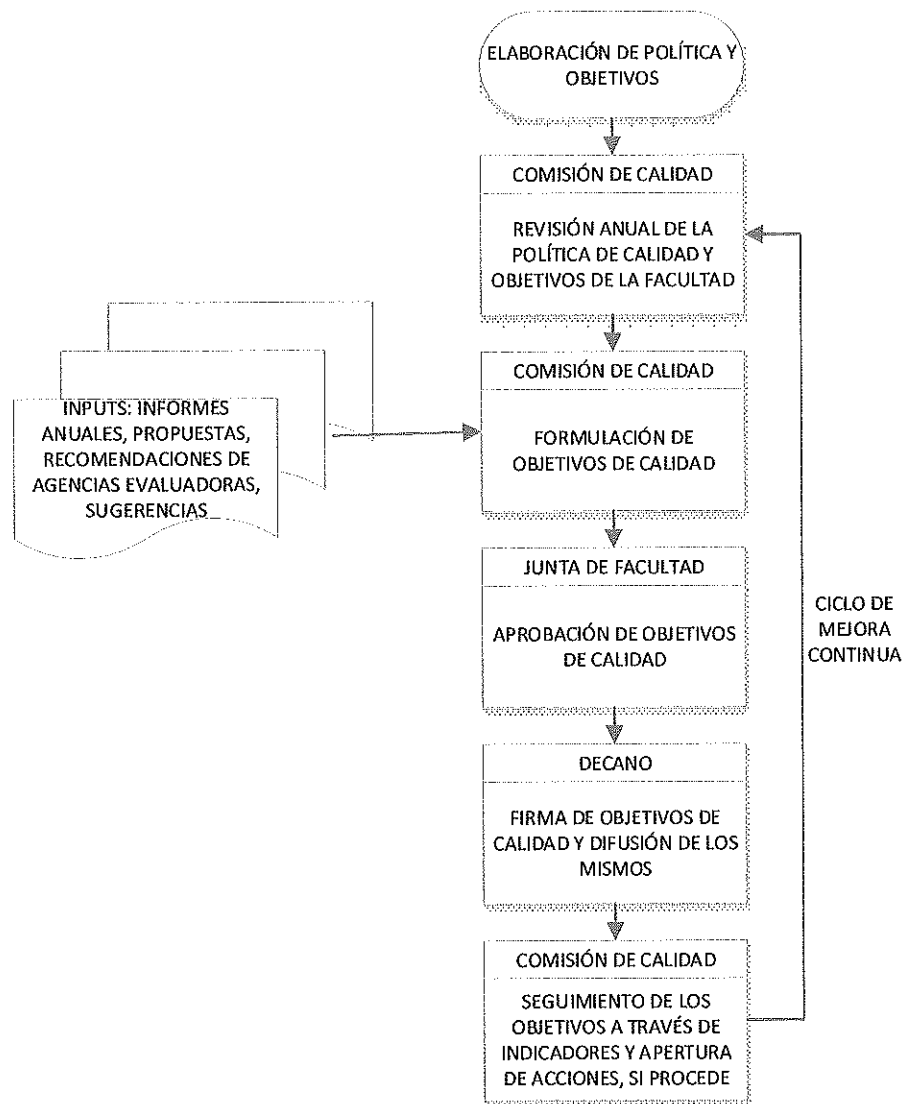 ELABORACIÓN DE POLÍTICA Y
OBJETIVOS
COMISIÓN DE CALIDAD
REVISIÓN ANUAL DE LA
POLÍTICA DE CALIDAD Y
OBJETIVOS DE LA FACULTAD
COMISIÓN DE CALIDAD
FORMULACIÓN DE
OBJETIVOS DE CALIDAD
INPUTS: INFORMES
ANUALES, PROPUESTAS,
RECOMENDACIONES DE
AGENCIAS EVALUADORAS,
SUGERENCIAS
JUNTA DE FACULTAD
APROBACIÓN DE OBJETIVOS
DE CALIDAD
CICLO DE
MEJORA
CONTINUA
DECANO
FIRMA DE OBJETIVOS DE
CALIDAD Y DIFUSIÓN DE LOS
MISMOS
COMISIÓN DE CALIDAD
SEGUIMIENTO DE LOS
OBJETIVOS A TRAVÉS DE
INDICADORES Y APERTURA
DE ACCIONES, SI PROCEDE